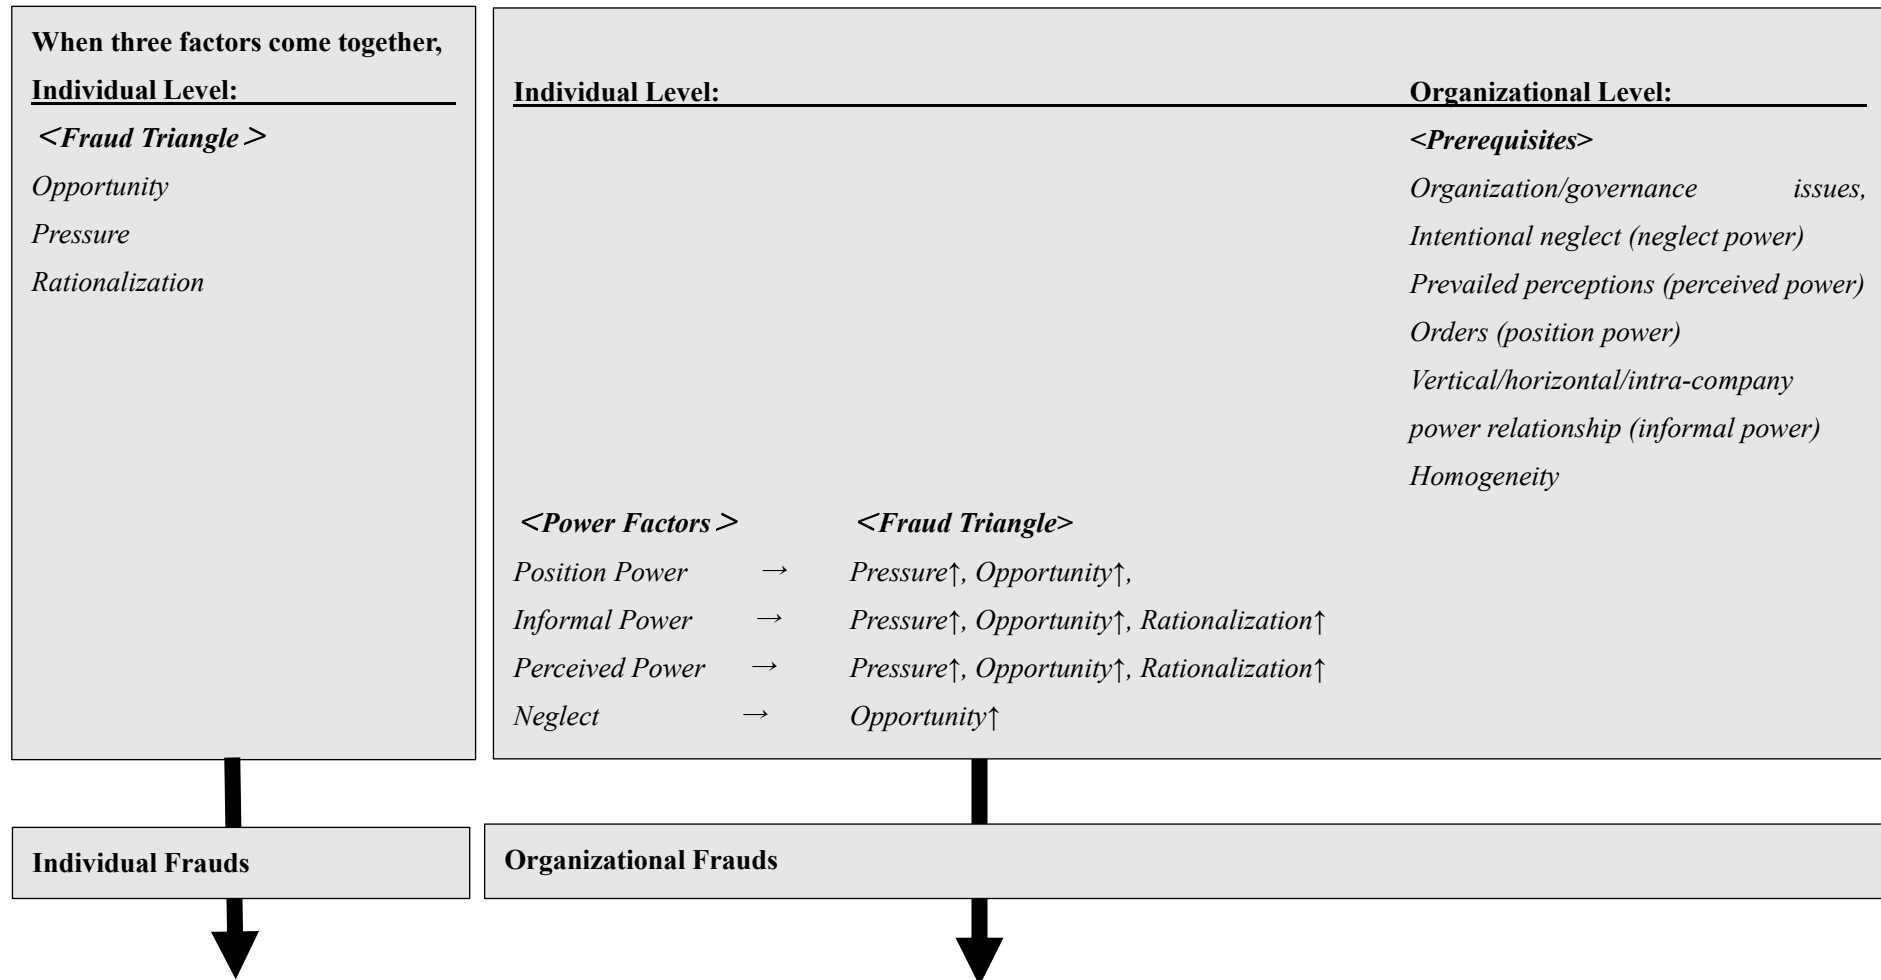 When three factors come together,
Individual Level:
＜Fraud Triangle＞
Opportunity
Pressure
Rationalization
Individual Level:
Organizational Level:
<Prerequisites>
Organization/governance issues,
Intentional neglect (neglect power)
Prevailed perceptions (perceived power)
Orders (position power)
Vertical/horizontal/intra-company
power relationship (informal power)
Homogeneity
＜Power Factors＞ ＜Fraud Triangle>
Position Power → Pressure↑, Opportunity↑,
Informal Power → Pressure↑, Opportunity↑, Rationalization↑
Perceived Power → Pressure↑, Opportunity↑, Rationalization↑
Neglect → Opportunity↑
Individual Frauds
Organizational Frauds